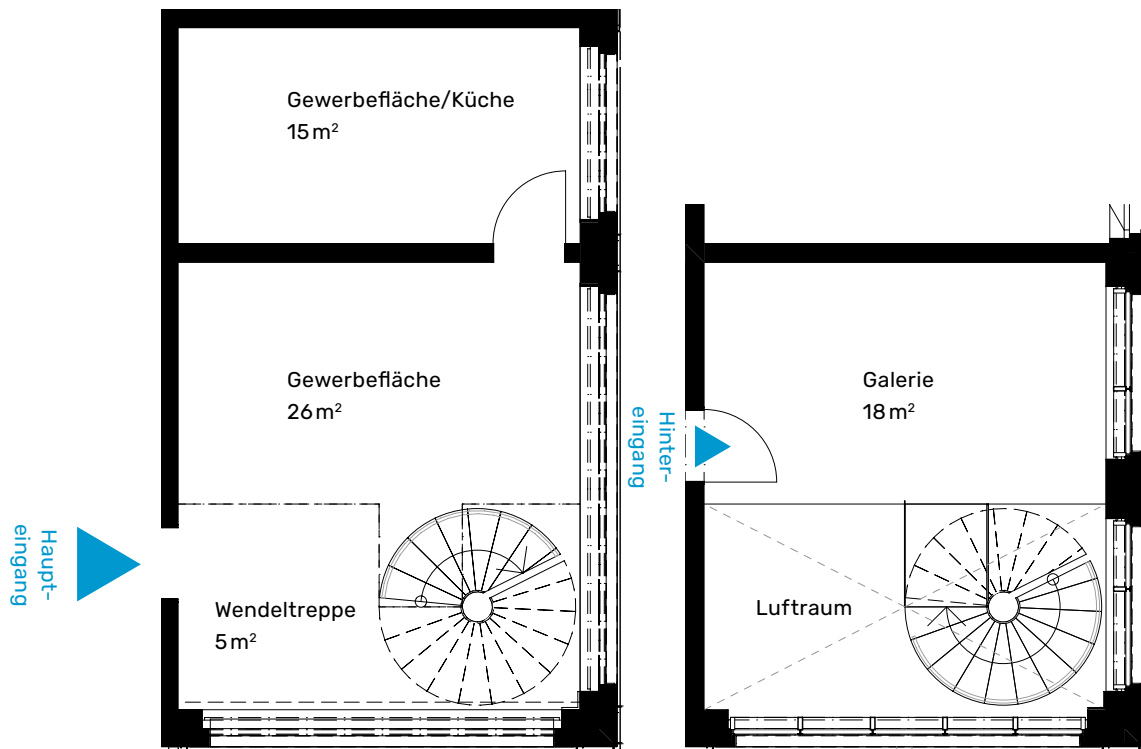 Gewerbefläche/Küche
15 m²
Gewerbefläche
26 m²
Haupt-
eingang
Wendeltreppe
5 m²
Hinter-
eingang
Galerie
18 m²
Luftraum